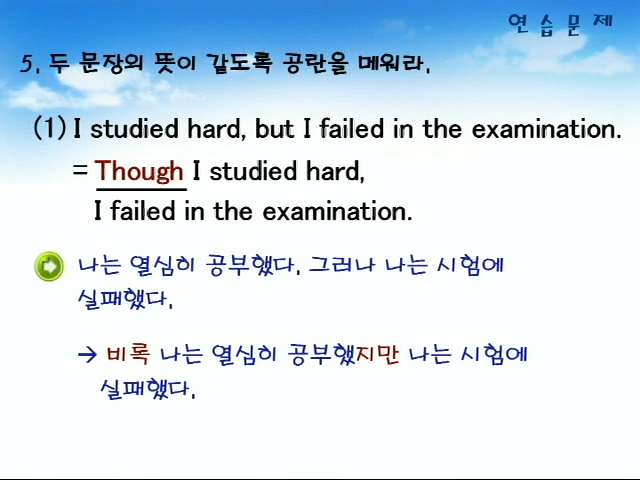 연습문제
5. 두 문장의 뜻이 같도록 공란을 메워라.
(1) I studied hard, but I failed in the examination.
= Though I studied hard,
I failed in the examination.
나는 열심히 공부했다. 그러나 나는 시험에
실패했다.
→ 비록 나는 열심히 공부했지만 나는 시험에
실패했다.